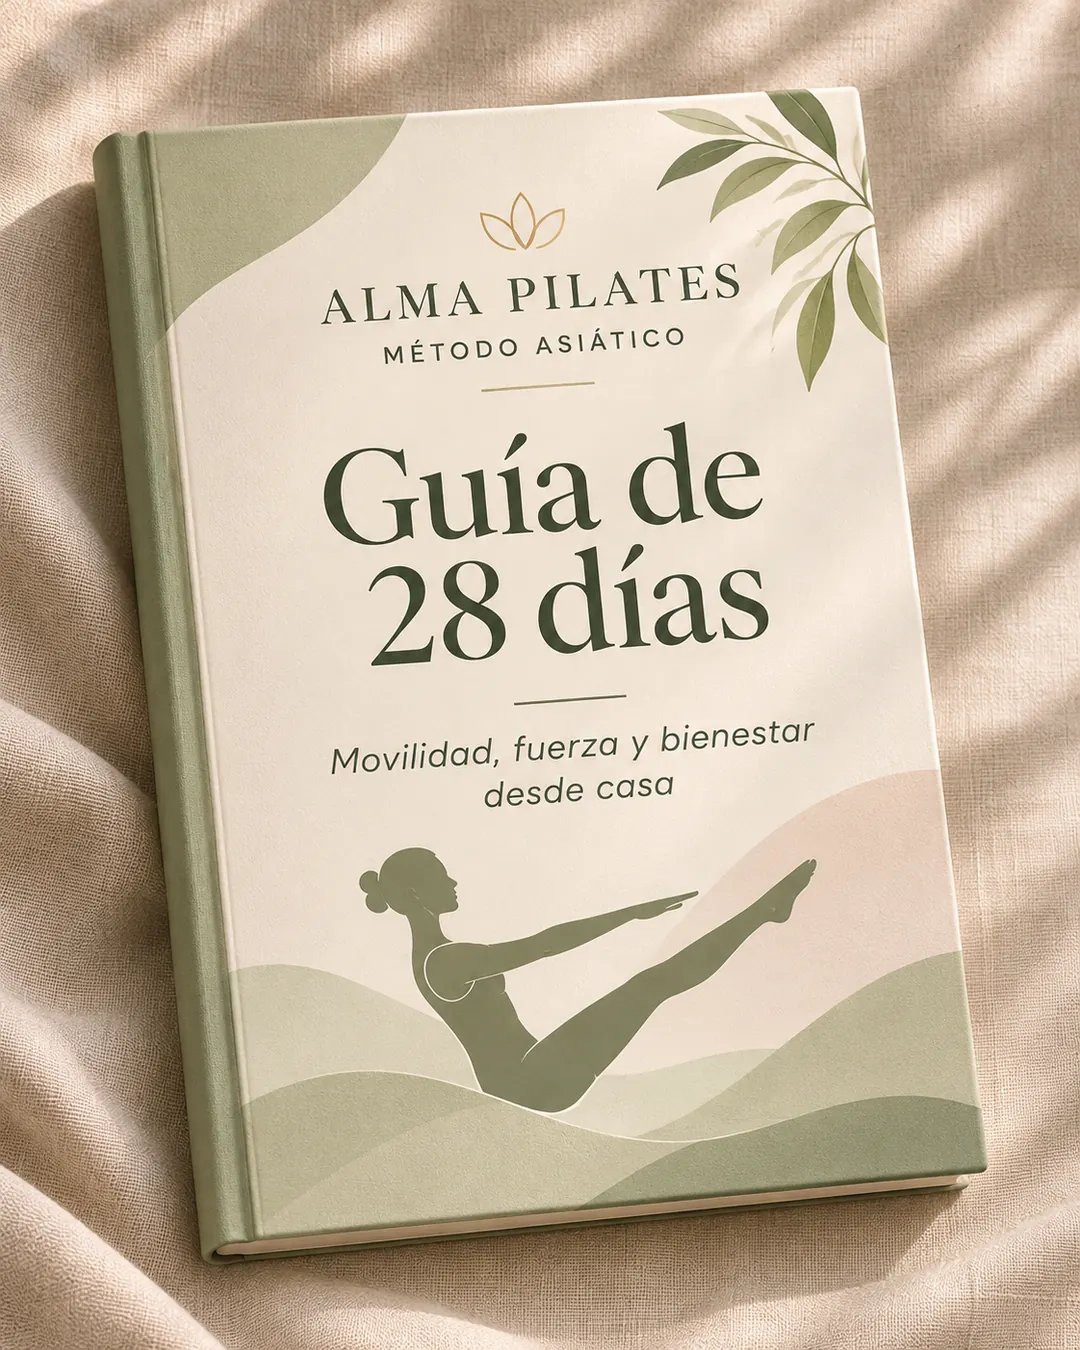 ALMA PILATES
MÉTODO ASIÁTICO
Guía de
28 días
Movilidad, fuerza y bienestar
desde casa